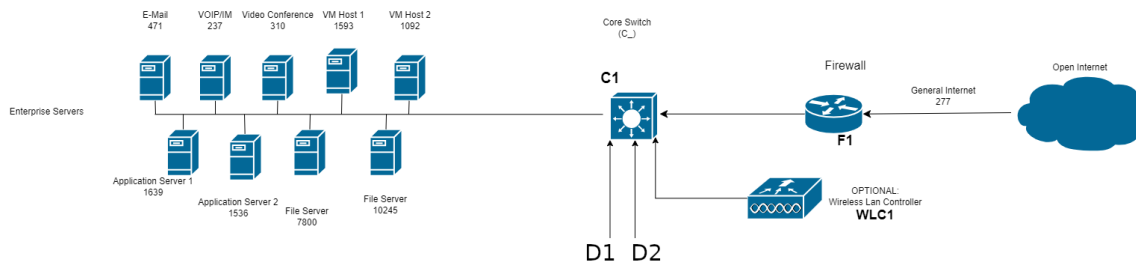 E-Mail
471
VOIP/IM
237
Video Conference
310
VM Host 1
1593
VM Host 2
1092
Enterprise Servers
Application Server 1
1639
Application Server 2
1536
File Server
7800
File Server
10245
Core Switch
(C_)
C1
D1
D2
Firewall
F1
General Internet
277
Open Internet
OPTIONAL:
Wireless Lan Controller
WLC1